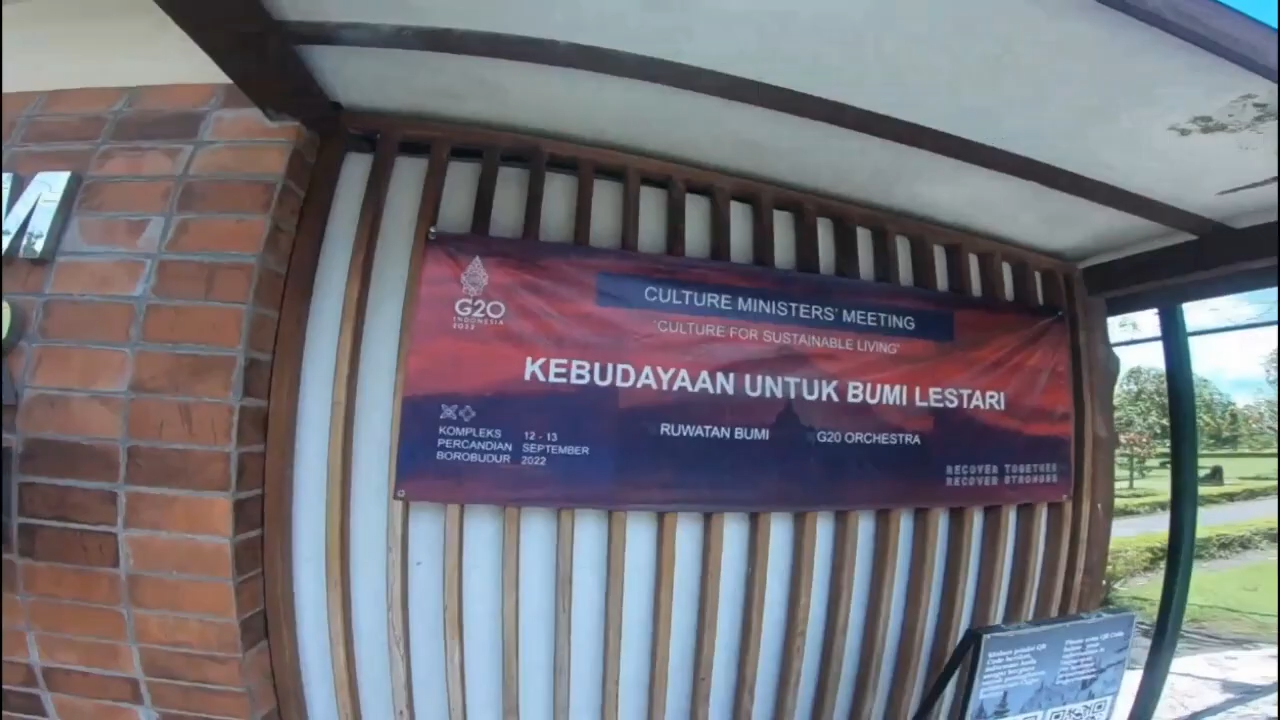 M
G20
INDONESIA
2022
CULTURE MINISTERS' MEETING
'CULTURE FOR SUSTAINABLE LIVING'
KEBUDAYAAN UNTUK BUMI LESTARI
RUWATAN BUMI
G20 ORCHESTRA
KOMPLEKS
PERCANDIAN
BOROBUDUR
12 - 13
SEPTEMBER
2022
RECOVER TOGETHER
RECOVER STRONGER